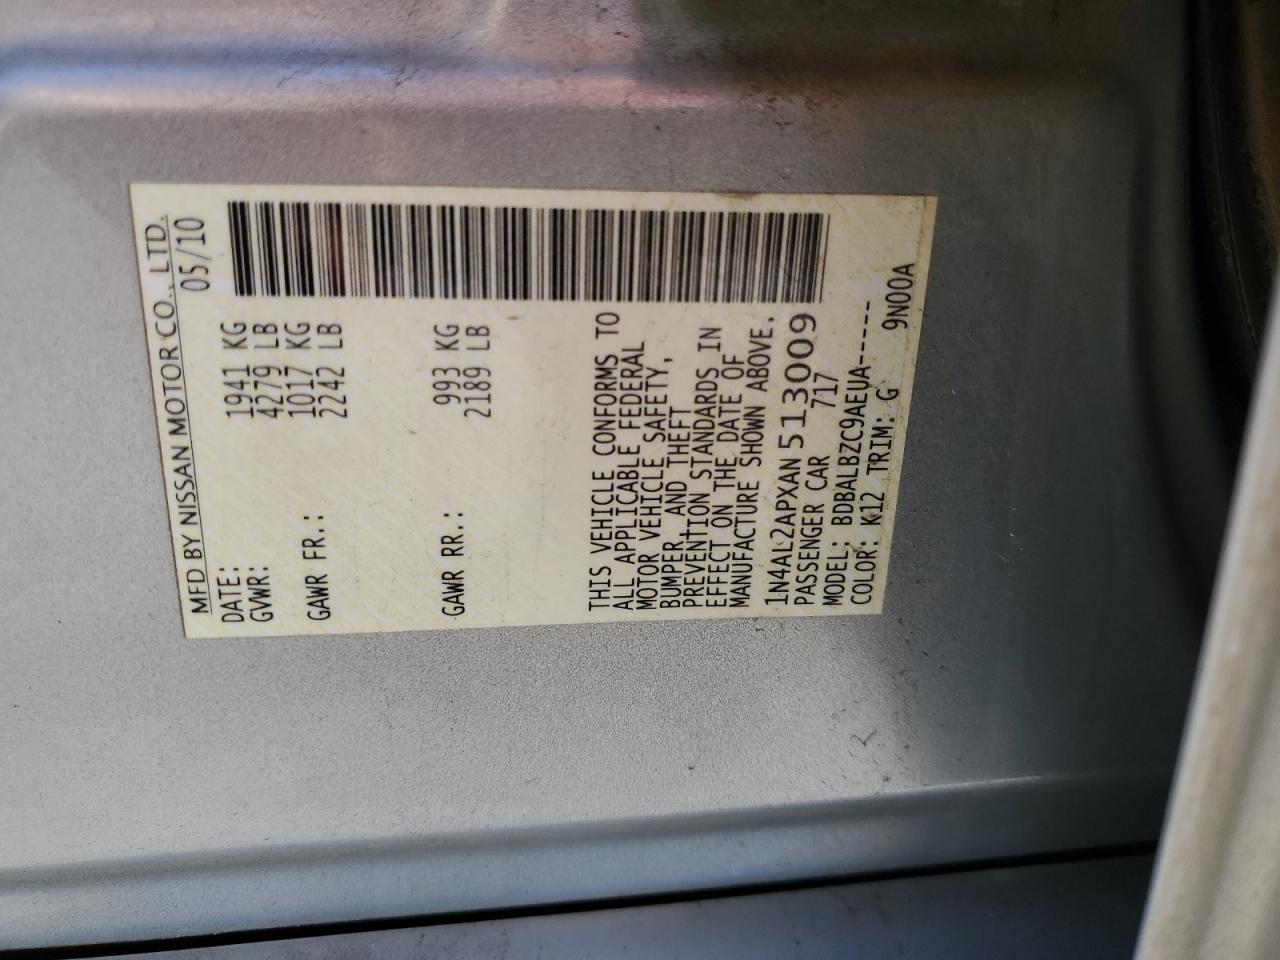 MFD BY NISSAN MOTOR CO., LTD.
DATE: 05/10
GVWR: 1941 KG
4279 LB
GAWR FR.: 1017 KG
2242 LB
GAWR RR.: 993 KG
2189 LB
THIS VEHICLE CONFORMS TO
ALL APPLICABLE FEDERAL
MOTOR VEHICLE SAFETY,
BUMPER, AND THEFT
PREVENTION STANDARDS IN
EFFECT ON THE DATE OF
MANUFACTURE SHOWN ABOVE.
1N4AL2APXAN513009
PASSENGER CAR 717
MODEL: BDBALBZC9AEUA-----
COLOR: K12 TRIM: G 9N00A